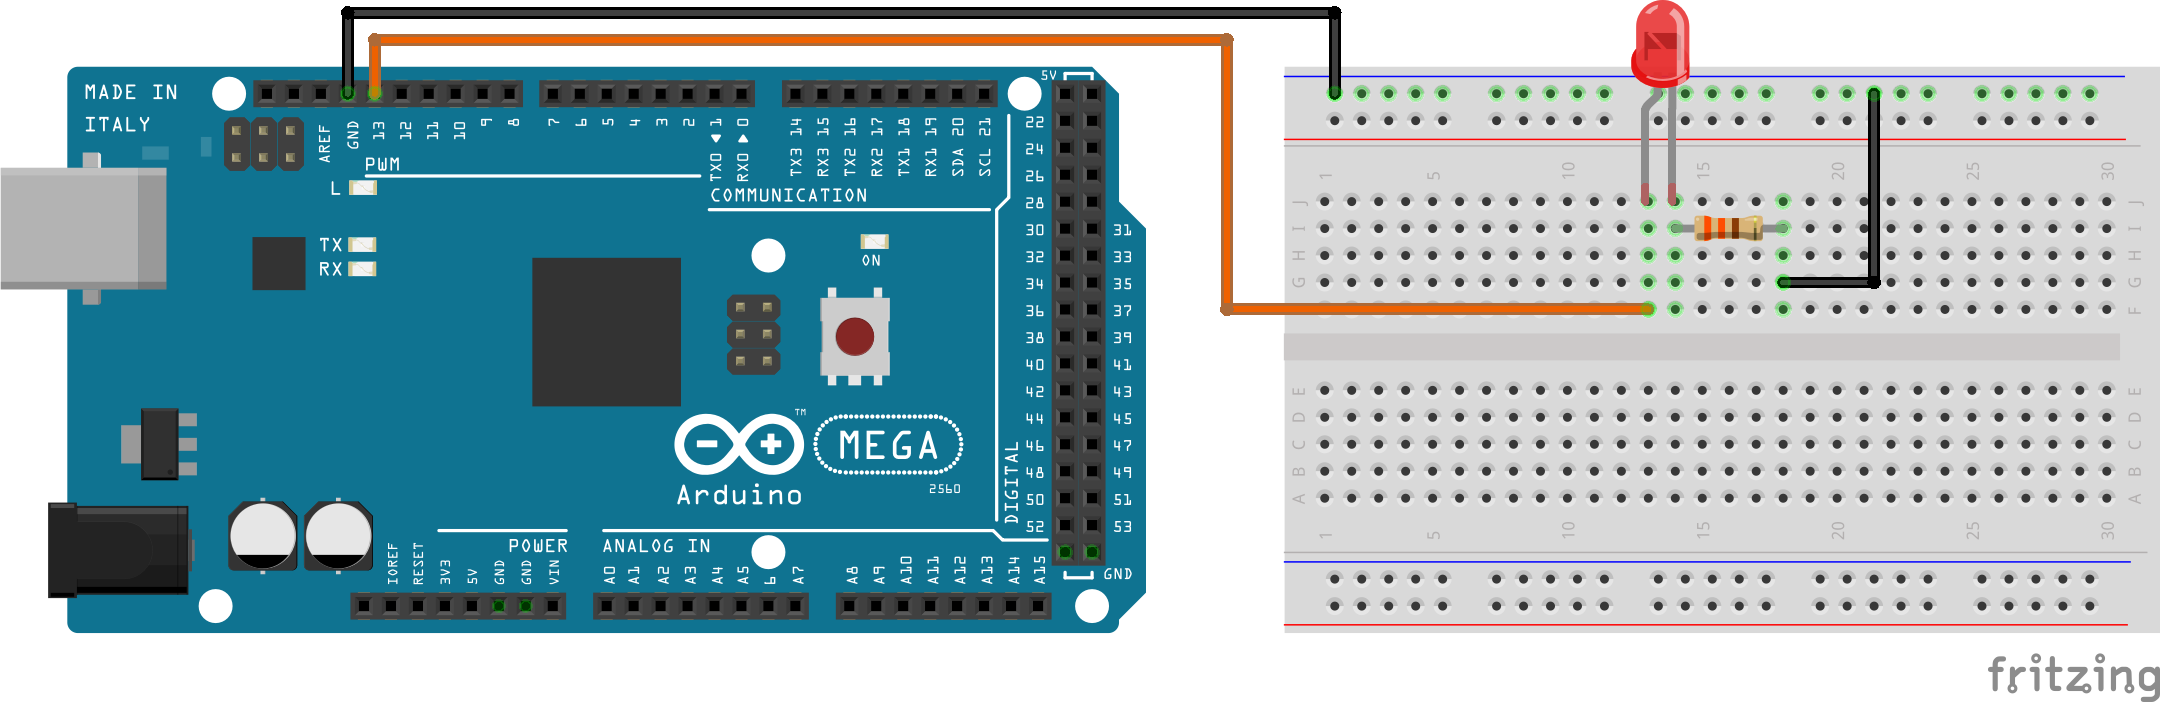 MADE IN
ITALY
AREF
GND
13
12
11
10
9
8
7
6
5
4
3
2
TX0 ▶ 1
RX0 ◀ 0
TX3 14
RX3 15
TX2 16
RX2 17
TX1 18
RX1 19
SDA 20
SCL 21
5V
PWM
COMMUNICATION
L
TX
RX
ON
22
24
26
28
30 31
32 33
34 35
36 37
38 39
40 41
42 43
44 45
46 47
48 49
50 51
52 53
GND
DIGITAL
MEGA
TM
Arduino
2560
POWER
ANALOG IN
IOREF
RESET
3V3
5V
GND
GND
VIN
A0
A1
A2
A3
A4
A5
6
A7
A8
A9
A10
A11
A12
A13
A14
A15
1 5 10 15 20 25 30
J J
I I
H H
G G
F F
E E
D D
C C
B B
A A
1 5 10 15 20 25 30
fritzing